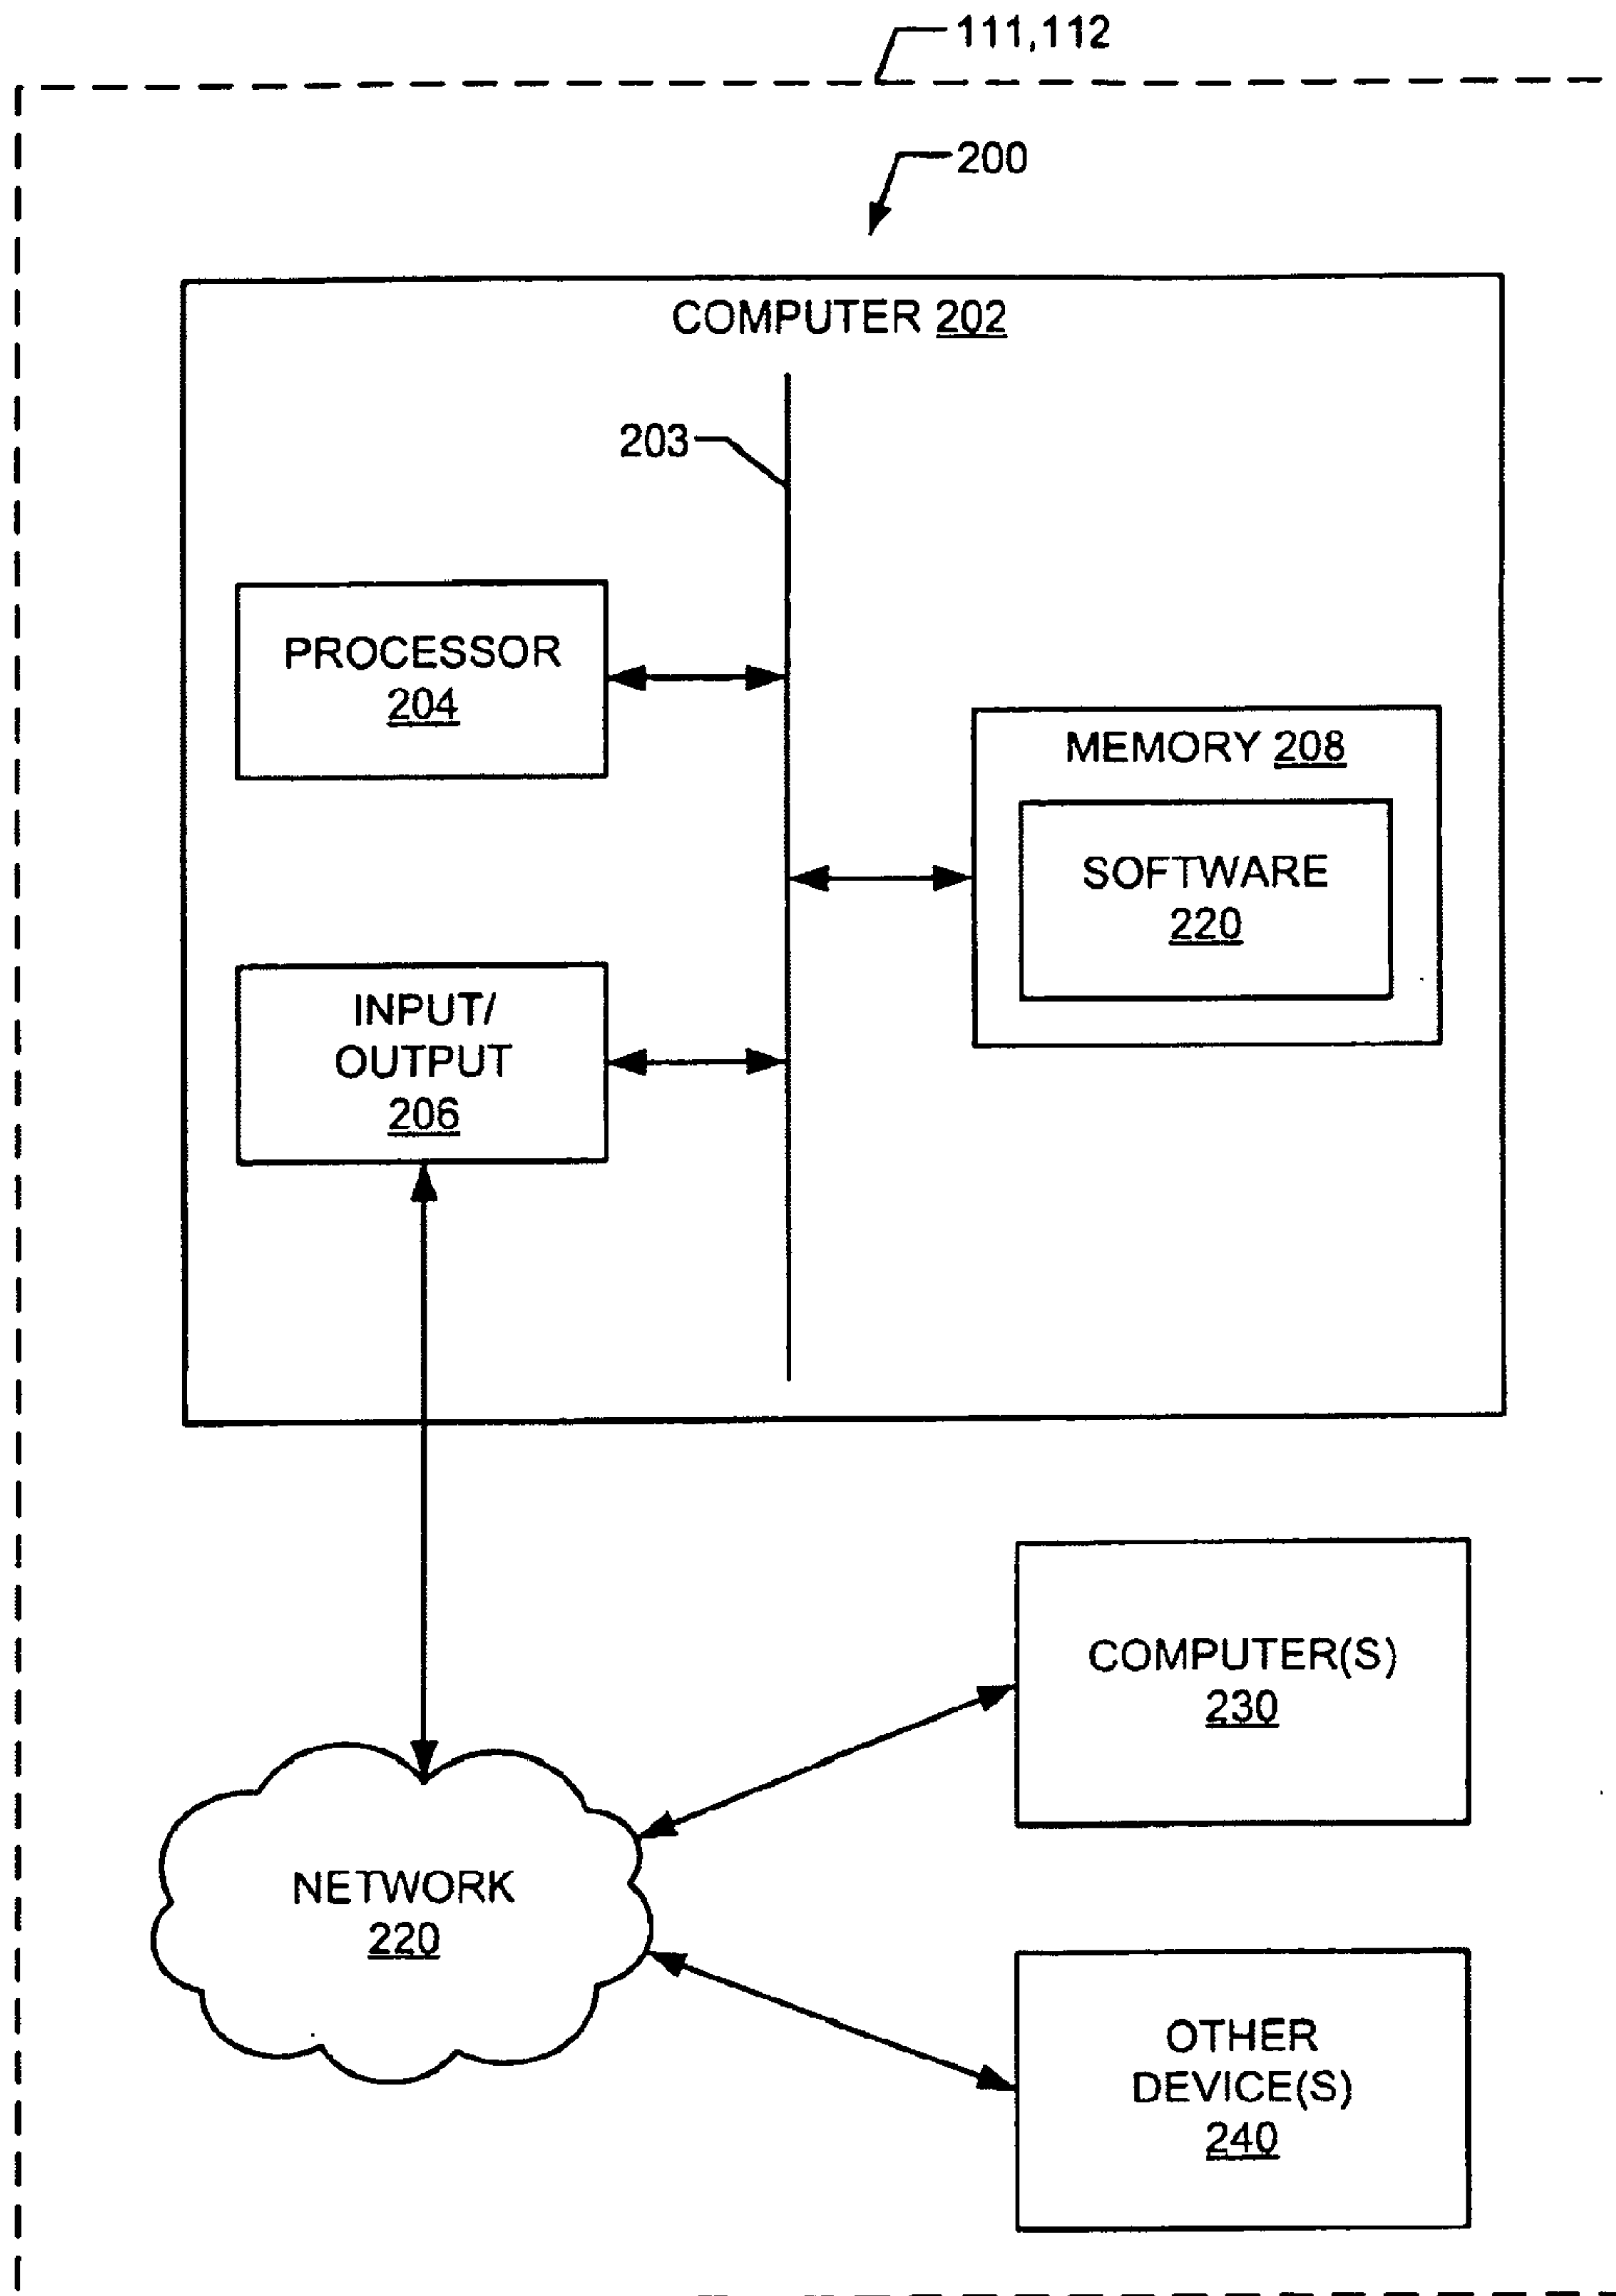 111,112
200
COMPUTER 202
203
PROCESSOR
204
MEMORY 208
SOFTWARE
220
INPUT/
OUTPUT
206
COMPUTER(S)
230
NETWORK
220
OTHER
DEVICE(S)
240